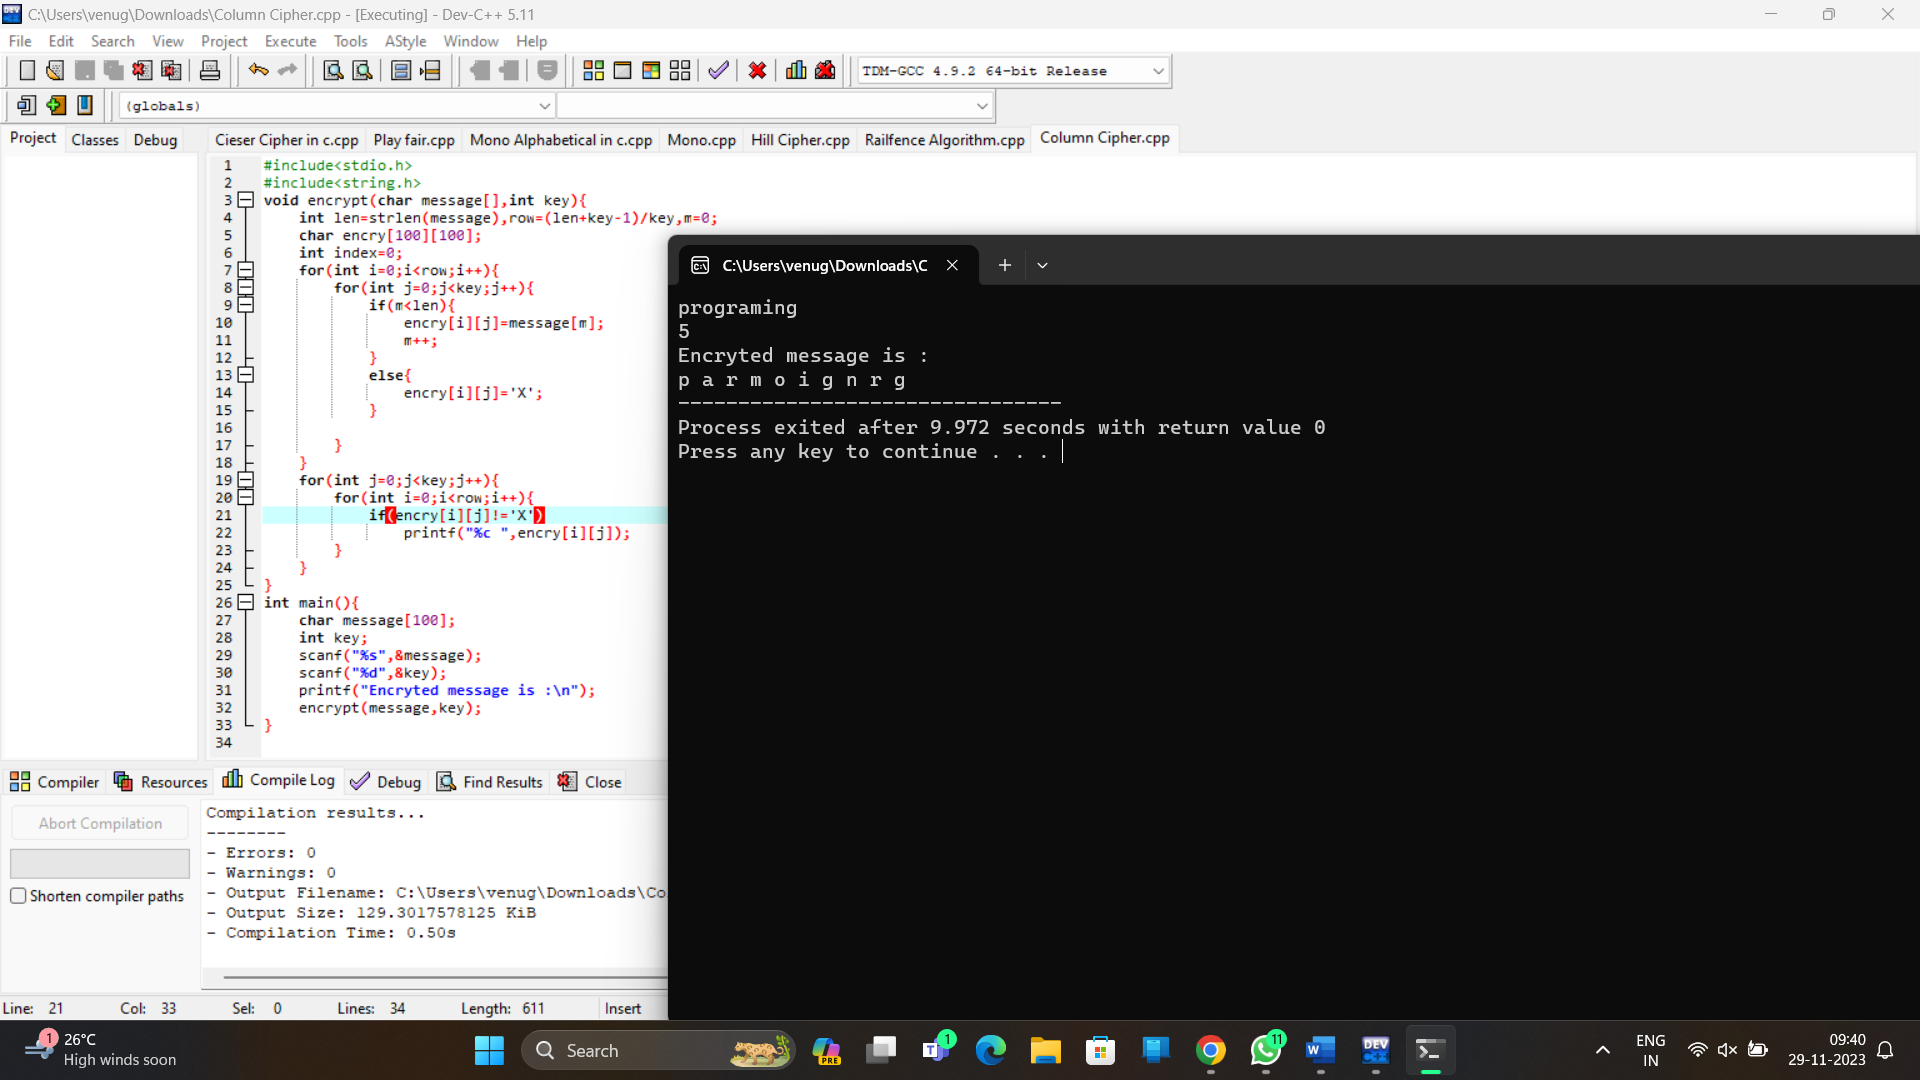 C:\Users\venug\Downloads\Column Cipher.cpp - [Executing] - Dev-C++ 5.11
File Edit Search View Project Execute Tools AStyle Window Help
TDM-GCC 4.9.2 64-bit Release
(globals)
Project Classes Debug Cieser Cipher in c.cpp Play fair.cpp Mono Alphabetical in c.cpp Mono.cpp Hill Cipher.cpp Railfence Algorithm.cpp Column Cipher.cpp
1 #include<stdio.h>
2 #include<string.h>
3 void encrypt(char message[],int key){
4 int len=strlen(message),row=(len+key-1)/key,m=0;
5 char encry[100][100];
6 int index=0;
7 for(int i=0;i<row;i++){
8 for(int j=0;j<key;j++){
9 if(m<len){
10 encry[i][j]=message[m];
11 m++;
12 }
13 else{
14 encry[i][j]='X';
15 }
16
17 }
18 }
19 for(int j=0;j<key;j++){
20 for(int i=0;i<row;i++){
21 if(encry[i][j]!='X')
22 printf("%c ",encry[i][j]);
23 }
24 }
25 }
26 int main(){
27 char message[100];
28 int key;
29 scanf("%s",&message);
30 scanf("%d",&key);
31 printf("Encryted message is :\n");
32 encrypt(message,key);
33 }
34
C:\Users\venug\Downloads\C
programing
5
Encryted message is :
p a r m o i g n r g
--------------------------------
Process exited after 9.972 seconds with return value 0
Press any key to continue . . .
Compiler Resources Compile Log Debug Find Results Close
Abort Compilation
Shorten compiler paths
Compilation results...
--------
- Errors: 0
- Warnings: 0
- Output Filename: C:\Users\venug\Downloads\Co
- Output Size: 129.3017578125 KiB
- Compilation Time: 0.50s
Line: 21 Col: 33 Sel: 0 Lines: 34 Length: 611 Insert
1
26°C
High winds soon
Search
PRE
1
11
W
DEV
C++
ENG
IN
09:40
29-11-2023